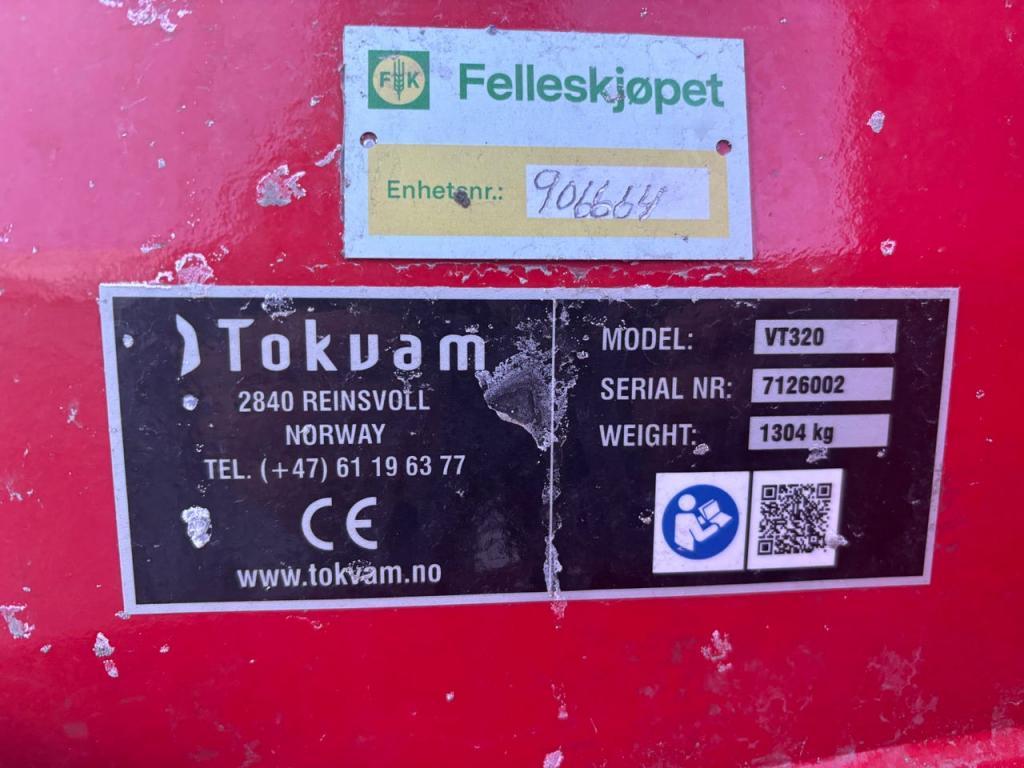 FK Felleskjøpet
Enhetsnr.: 906664
Tokvam
2840 REINSVOLL
NORWAY
TEL. (+47) 61 19 63 77
CE
www.tokvam.no
MODEL: VT320
SERIAL NR: 7126002
WEIGHT: 1304 kg